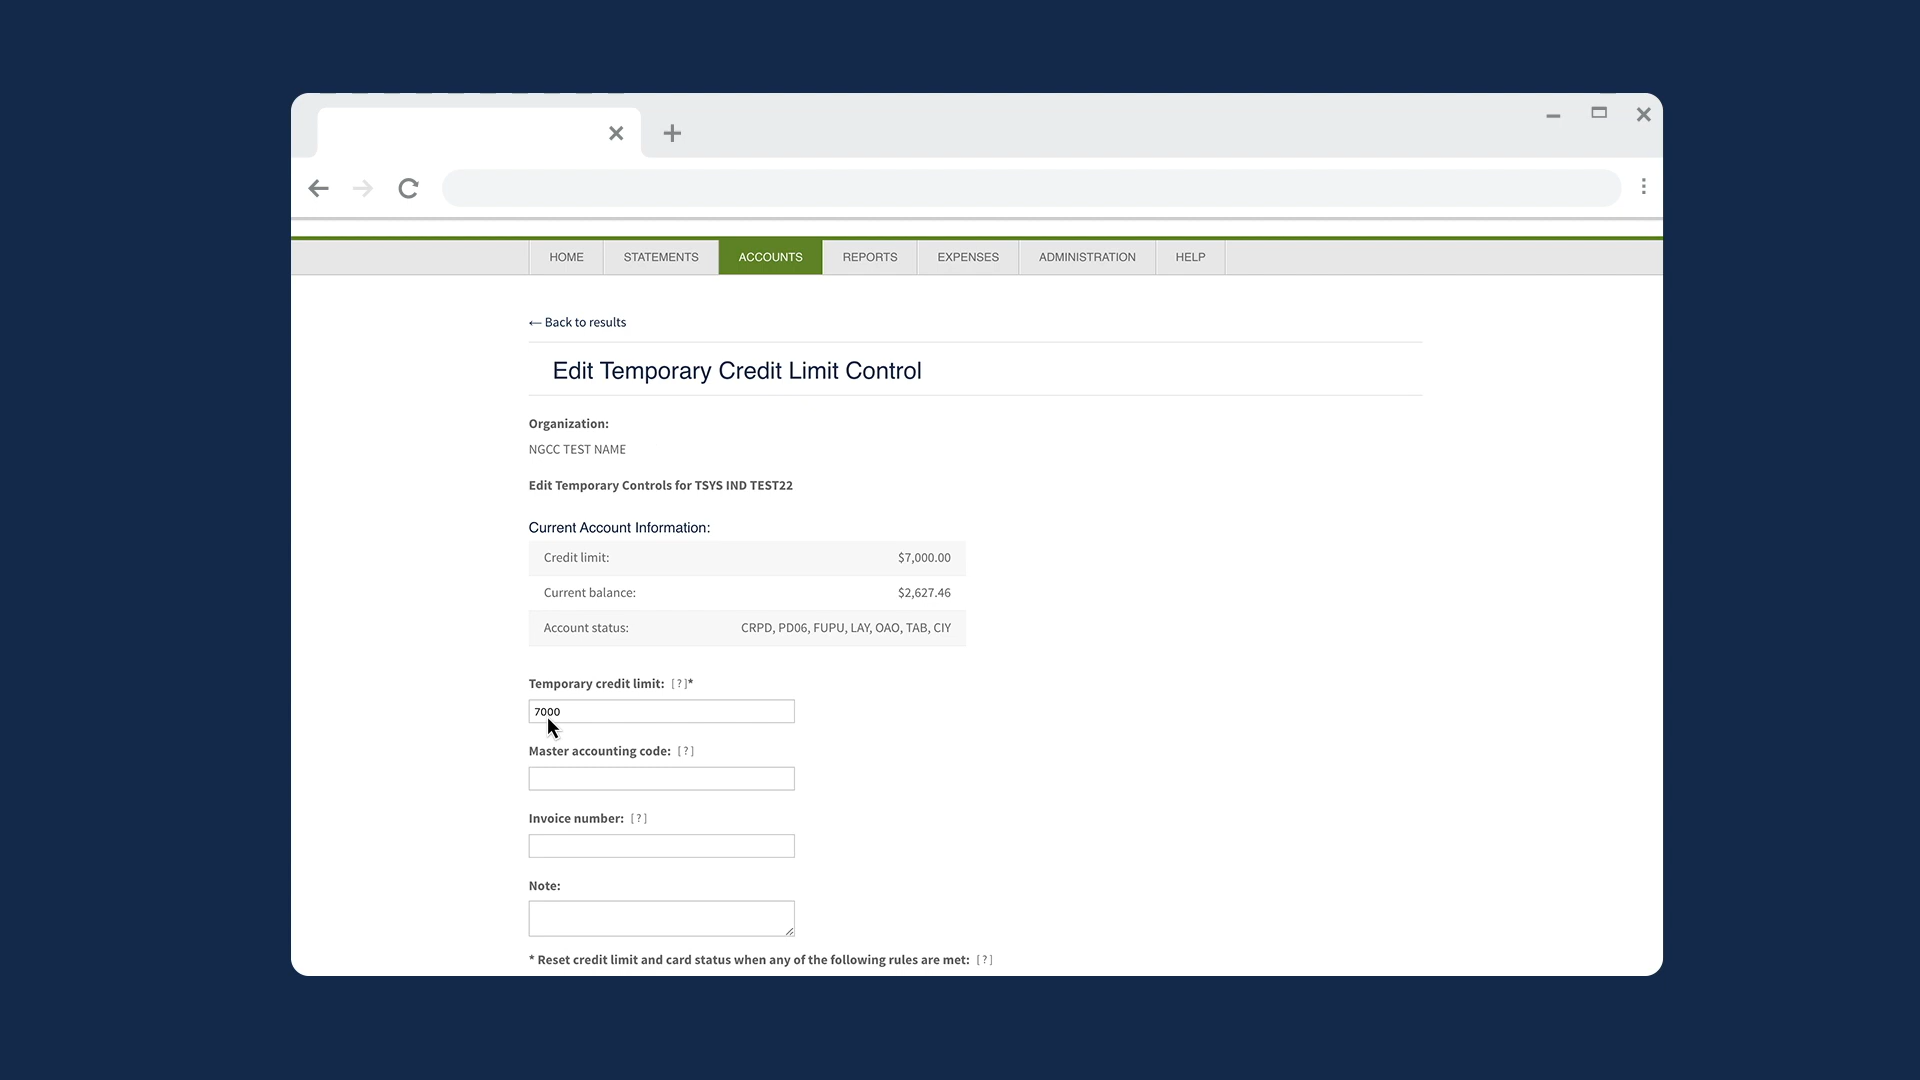 HOME STATEMENTS ACCOUNTS REPORTS EXPENSES ADMINISTRATION HELP
← Back to results
Edit Temporary Credit Limit Control
Organization:
NGCC TEST NAME
Edit Temporary Controls for TSYS IND TEST22
Current Account Information:
Credit limit: $7,000.00
Current balance: $2,627.46
Account status: CRPD, PD06, FUPU, LAY, OAO, TAB, CIY
Temporary credit limit: [?]*
7000
Master accounting code: [?]
Invoice number: [?]
Note:
* Reset credit limit and card status when any of the following rules are met: [?]